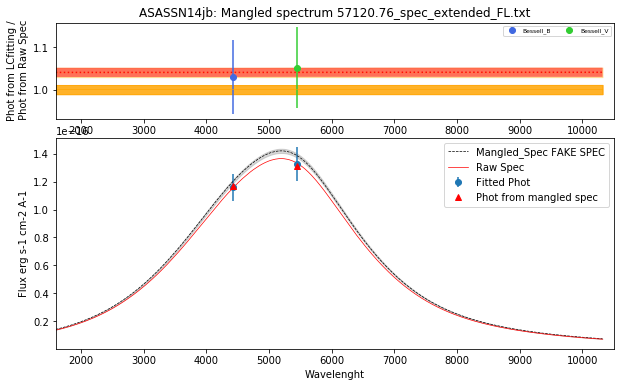 ASASSN14jb: Mangled spectrum 57120.76_spec_extended_FL.txt
Phot from LCfitting /
Phot from Raw Spec
1.1
1.0
Bessell_B
Bessell_V
2000 3000 4000 5000 6000 7000 8000 9000 10000
1e−16
Flux erg s-1 cm-2 A-1
1.4
1.2
1.0
0.8
0.6
0.4
0.2
Mangled_Spec FAKE SPEC
Raw Spec
Fitted Phot
Phot from mangled spec
2000 3000 4000 5000 6000 7000 8000 9000 10000
Wavelenght